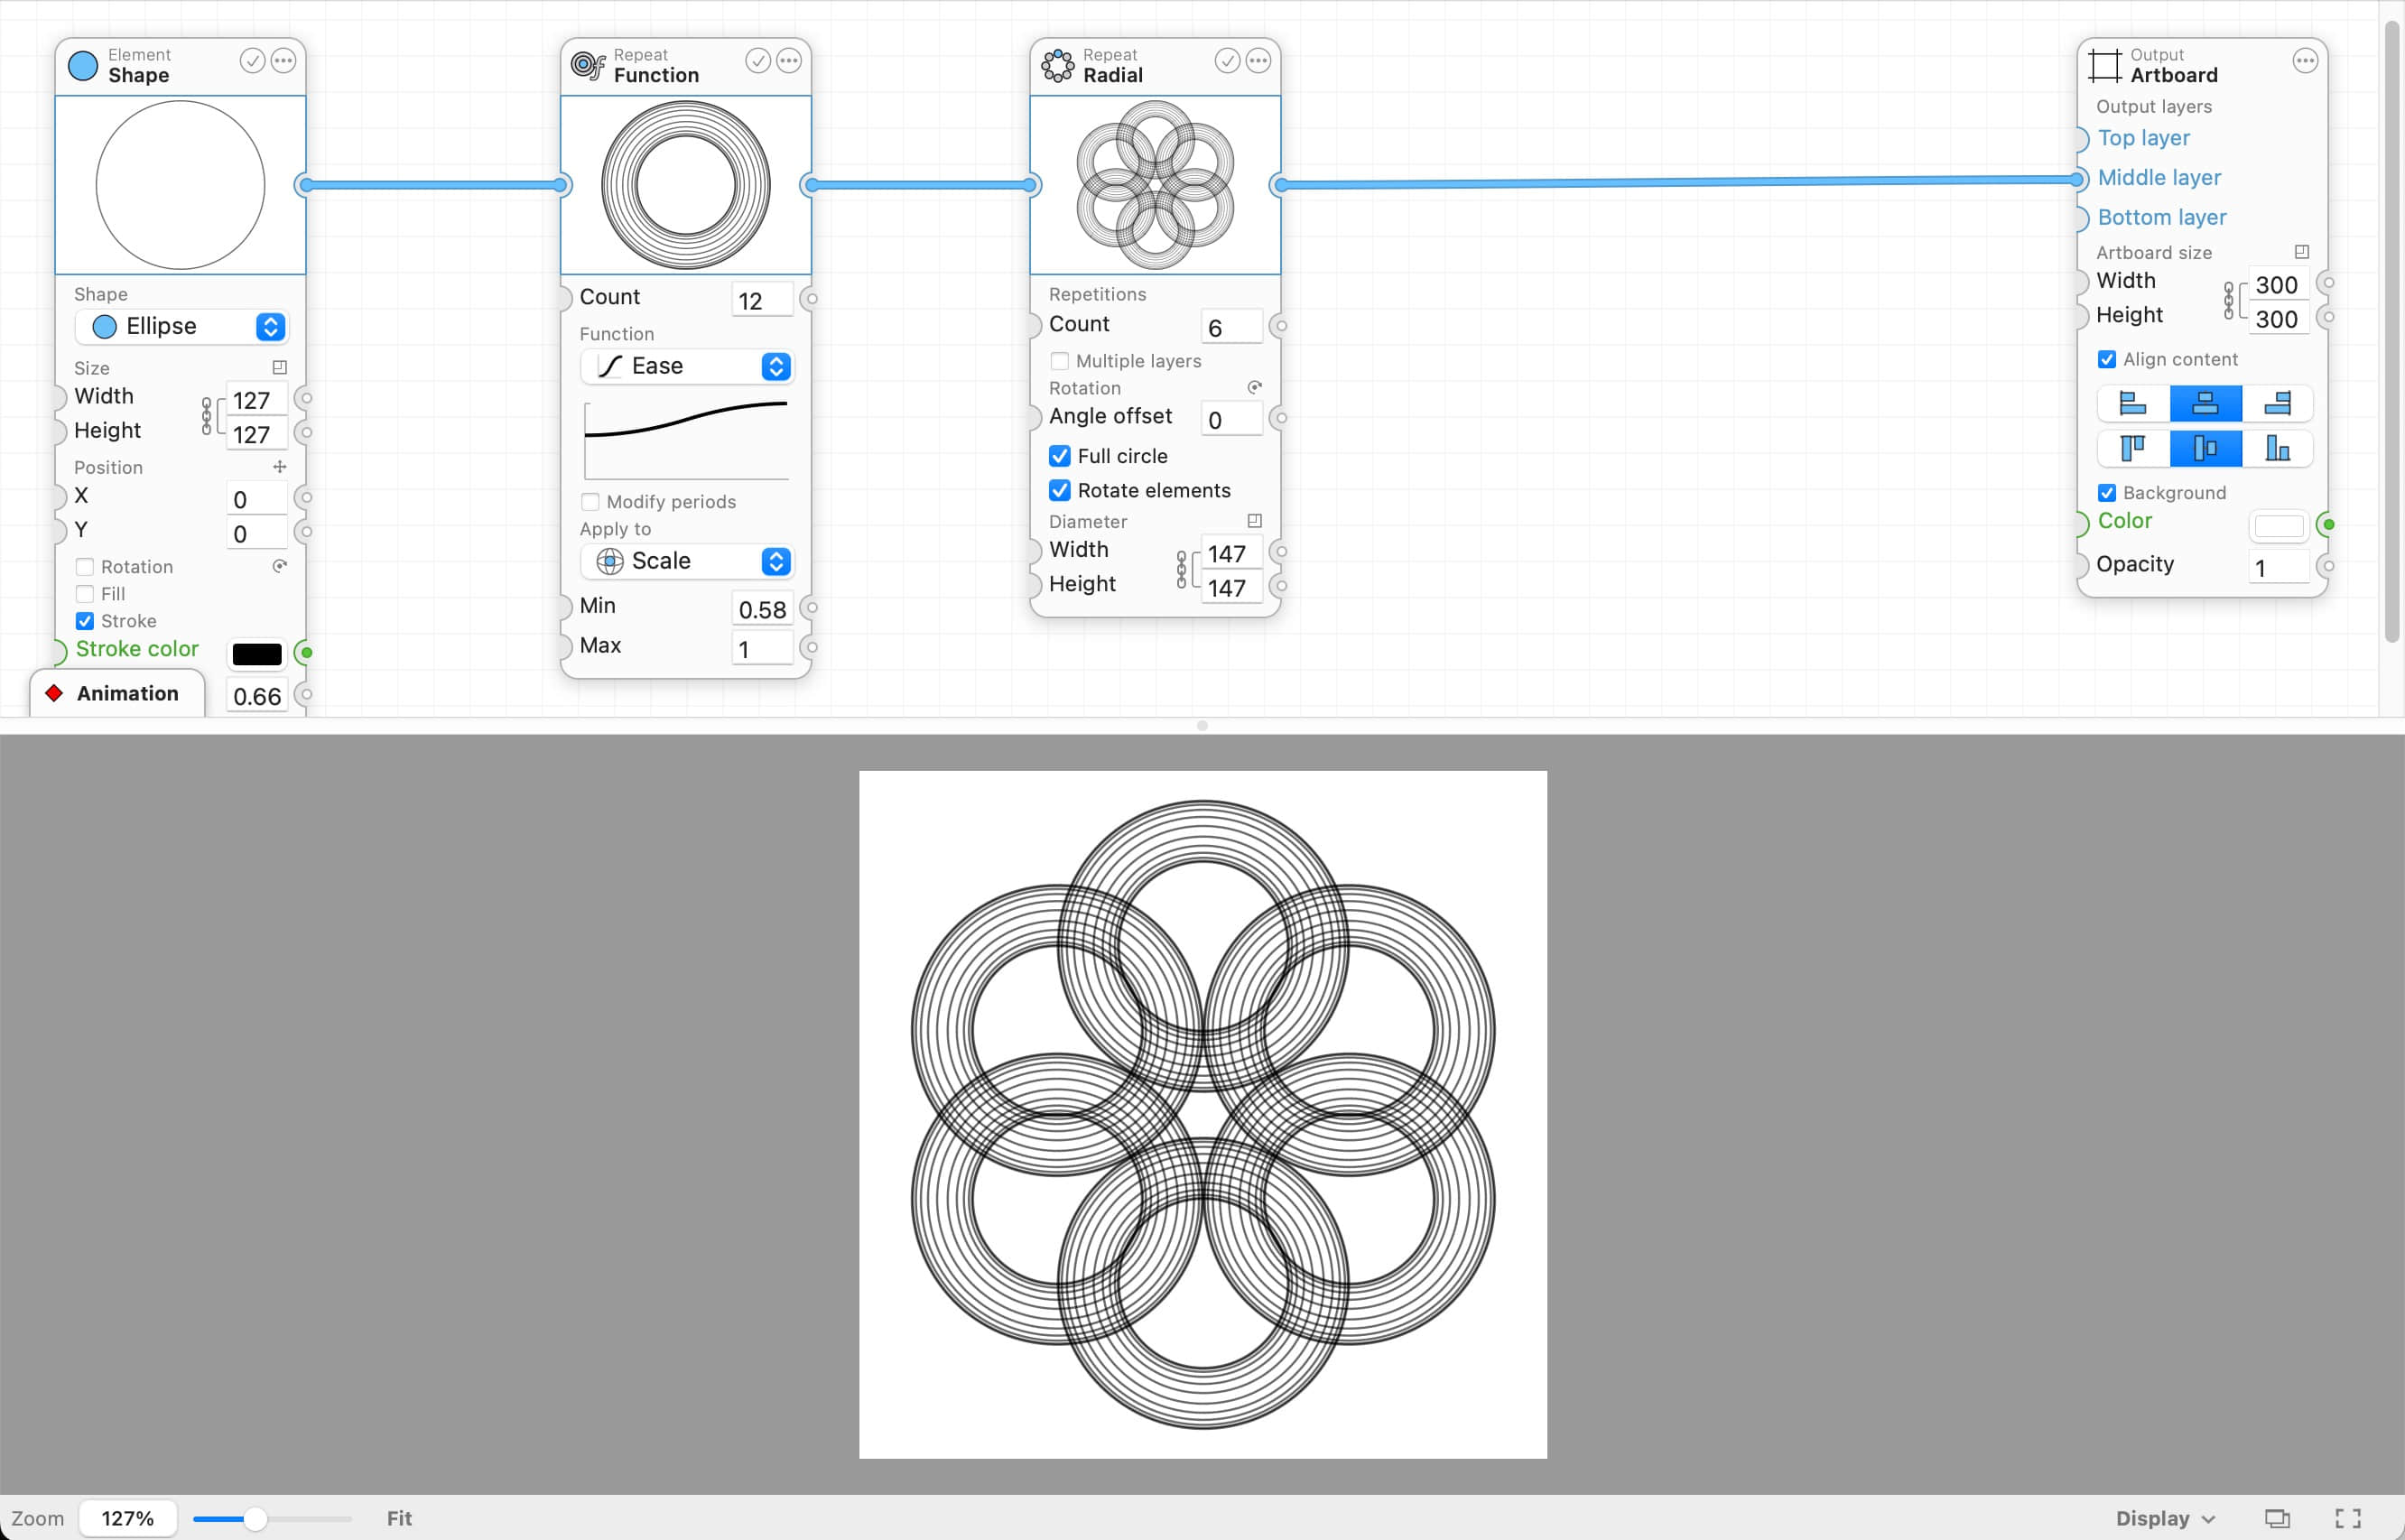 Element
Shape
Shape
Ellipse
Size
Width 127
Height 127
Position
X 0
Y 0
Rotation
Fill
Stroke
Stroke color
Animation
0.66
Repeat
Function
Count 12
Function
Ease
Modify periods
Apply to
Scale
Min 0.58
Max 1
Repeat
Radial
Repetitions
Count 6
Multiple layers
Rotation
Angle offset 0
Full circle
Rotate elements
Diameter
Width 147
Height 147
Output
Artboard
Output layers
Top layer
Middle layer
Bottom layer
Artboard size
Width 300
Height 300
Align content
Background
Color
Opacity 1
Zoom 127% Fit Display